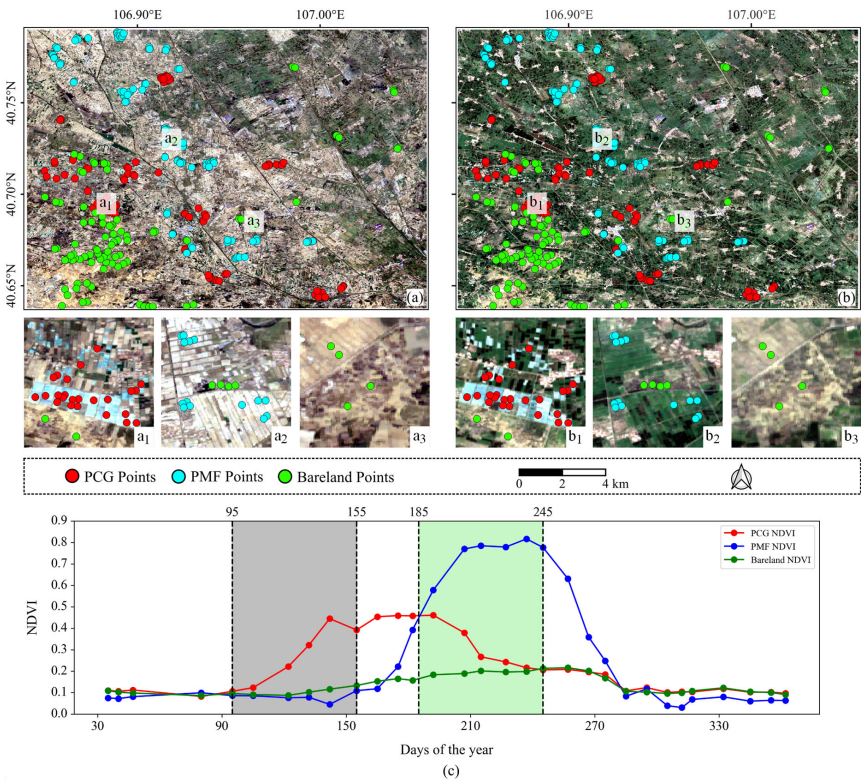 106.90°E 107.00°E 106.90°E 107.00°E
40.75°N
40.70°N
40.65°N
a2
a1
a3
(a)
b2
b1
b3
(b)
a1 a2 a3 b1 b2 b3
PCG Points PMF Points Bareland Points
0 2 4 km
95 155 185 245
0.9
0.8
0.7
0.6
0.5
0.4
0.3
0.2
0.1
0.0
NDVI
PCG NDVI
PMF NDVI
Bareland NDVI
30 90 150 210 270 330
Days of the year
(c)